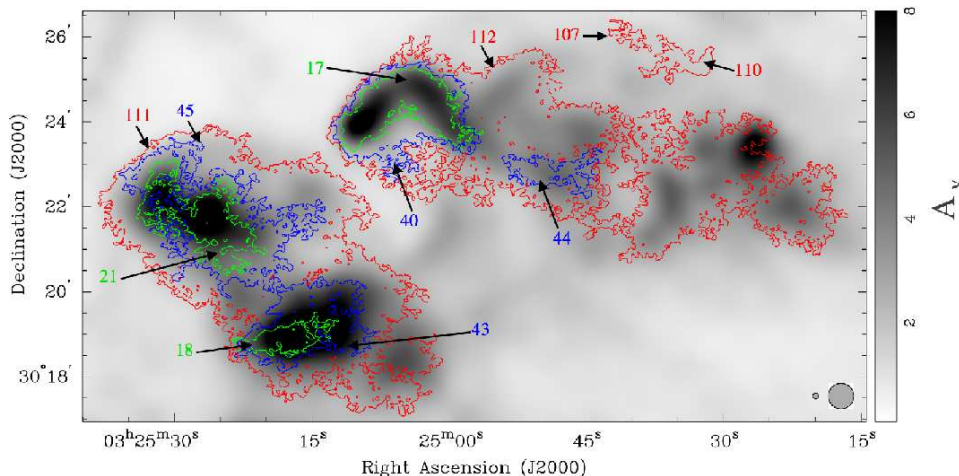 107
112
110
17
45
111
40
44
21
18
43
26′
24′
22′
20′
30°18′
Declination (J2000)
03ʰ25ᵐ30ˢ
15ˢ
25ᵐ00ˢ
45ˢ
30ˢ
15ˢ
Right Ascension (J2000)
8
6
4
2
Aᵥ